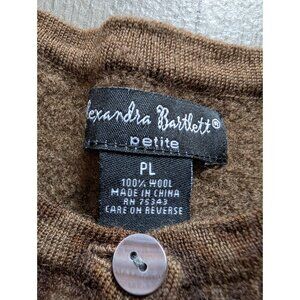 lexandra Bartlett®
petite
PL
100% WOOL
MADE IN CHINA
RN 75343
CARE ON REVERSE